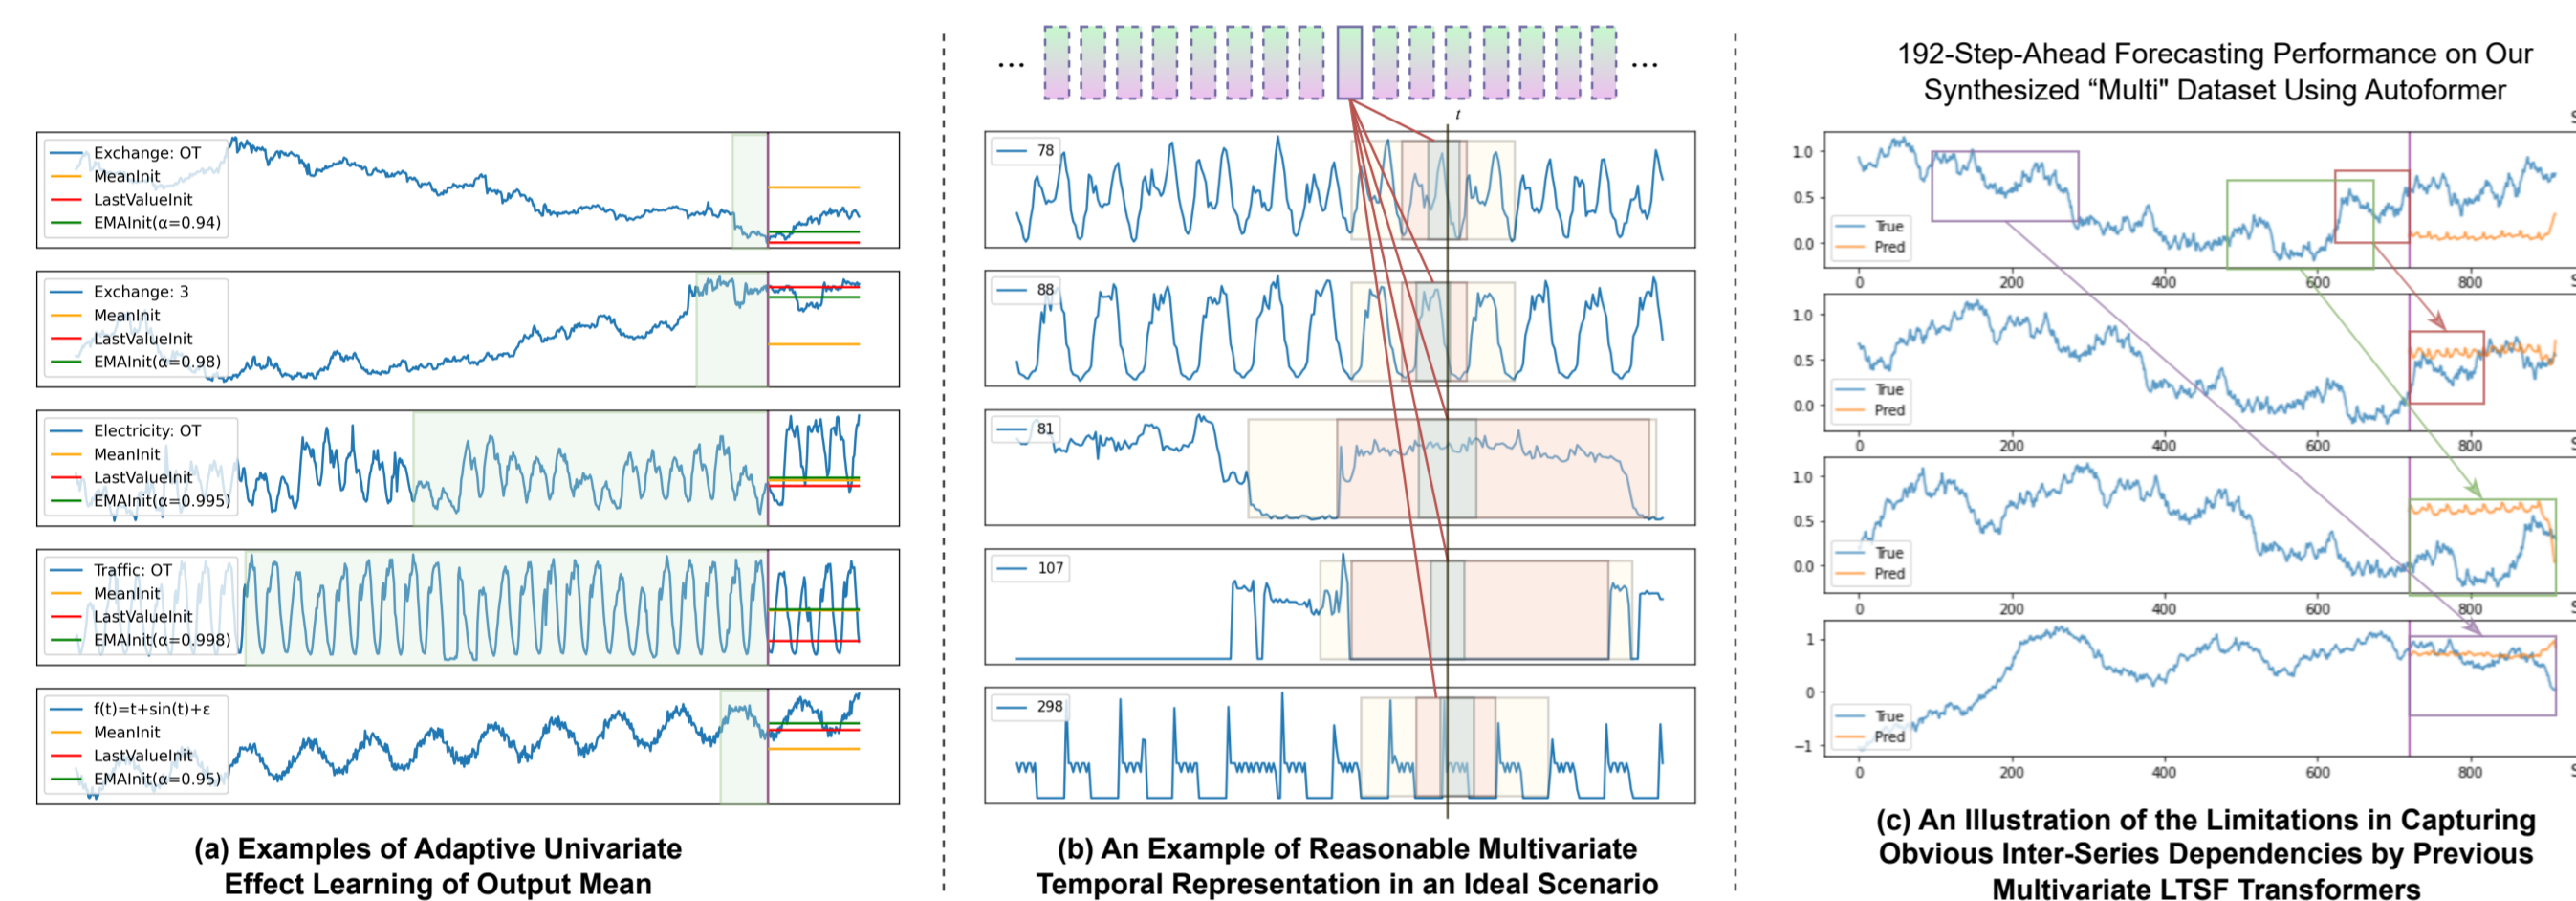 Exchange: OT
MeanInit
LastValueInit
EMAInit(α=0.94)
Exchange: 3
MeanInit
LastValueInit
EMAInit(α=0.98)
Electricity: OT
MeanInit
LastValueInit
EMAInit(α=0.995)
Traffic: OT
MeanInit
LastValueInit
EMAInit(α=0.998)
f(t)=t+sin(t)+ε
MeanInit
LastValueInit
EMAInit(α=0.95)
(a) Examples of Adaptive Univariate
Effect Learning of Output Mean
... ...
t
78
88
81
107
298
(b) An Example of Reasonable Multivariate
Temporal Representation in an Ideal Scenario
192-Step-Ahead Forecasting Performance on Our
Synthesized “Multi" Dataset Using Autoformer
S
1.0
0.5
0.0
True
Pred
0 200 400 600 800 S
1.0
0.5
0.0
True
Pred
0 200 400 600 800 S
1.0
0.5
0.0
True
Pred
0 200 400 600 800 S
1
0
−1
True
Pred
0 200 400 600 800 S
(c) An Illustration of the Limitations in Capturing
Obvious Inter-Series Dependencies by Previous
Multivariate LTSF Transformers